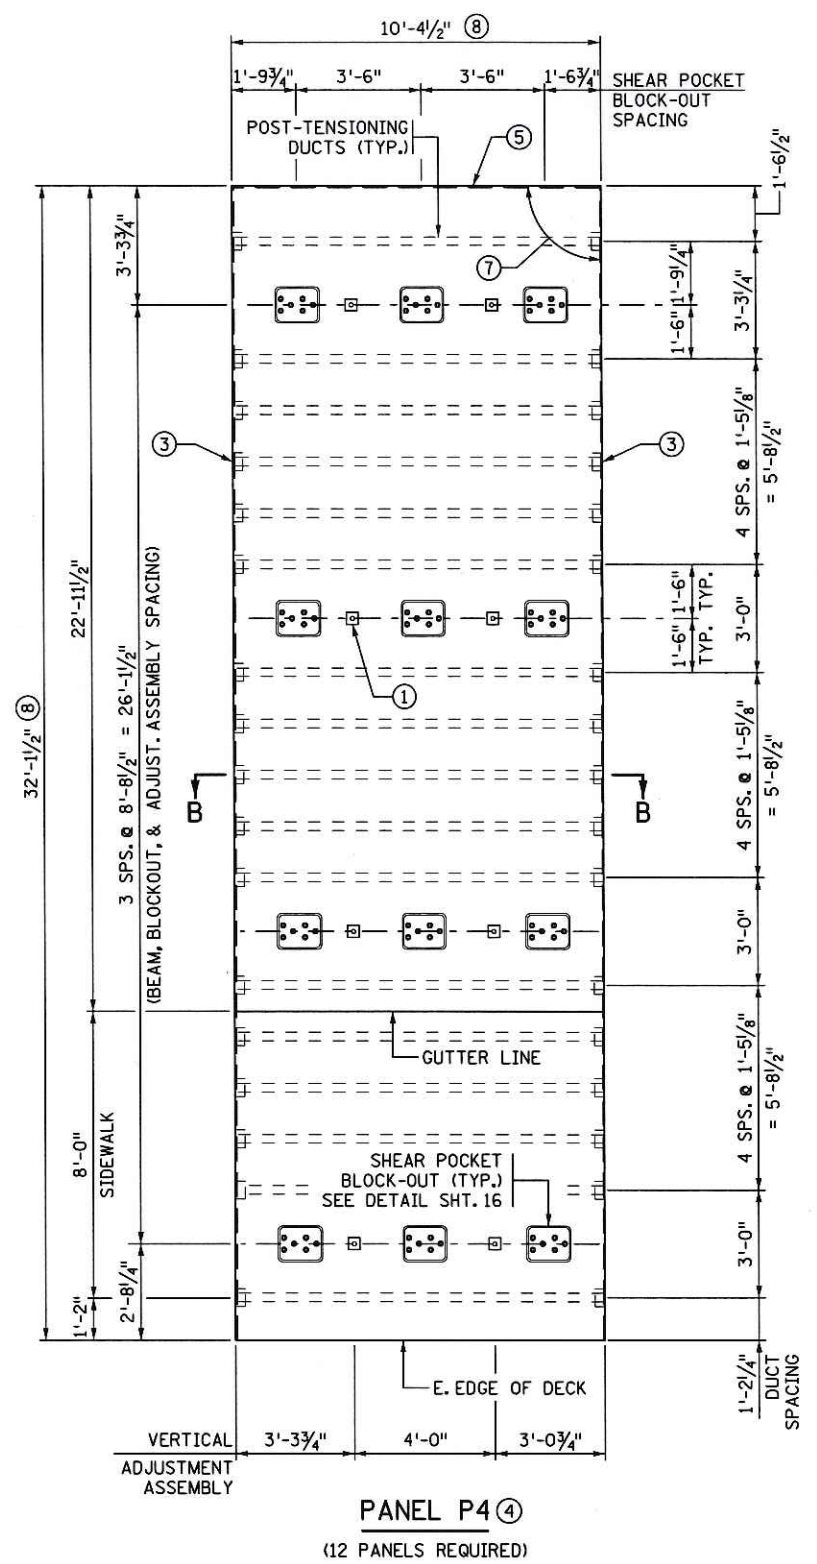 10'-4½" ⑧
1'-9¾" 3'-6" 3'-6" 1'-6¾" SHEAR POCKET
BLOCK-OUT
SPACING
POST-TENSIONING
DUCTS (TYP.)
⑤
1'-6½"
3'-3¾"
⑦
1'-9¼"
1'-6"
3'-3¼"
③
③
4 SPS. @ 1'-5⅛"
= 5'-8½"
22'-11½"
32'-1½" ⑧
3 SPS. @ 8'-8½" = 26'-1½"
(BEAM, BLOCKOUT, & ADJUST. ASSEMBLY SPACING)
1'-6" 1'-6"
TYP. TYP.
3'-0"
①
4 SPS. @ 1'-5⅛"
= 5'-8½"
B B
3'-0"
GUTTER LINE
4 SPS. @ 1'-5⅛"
= 5'-8½"
8'-0"
SIDEWALK
SHEAR POCKET
BLOCK-OUT (TYP.)
SEE DETAIL SHT. 16
3'-0"
1'-2"
2'-8¼"
E. EDGE OF DECK
1'-2¼"
DUCT
SPACING
VERTICAL 3'-3¾" 4'-0" 3'-0¾"
ADJUSTMENT
ASSEMBLY
PANEL P4 ④
(12 PANELS REQUIRED)